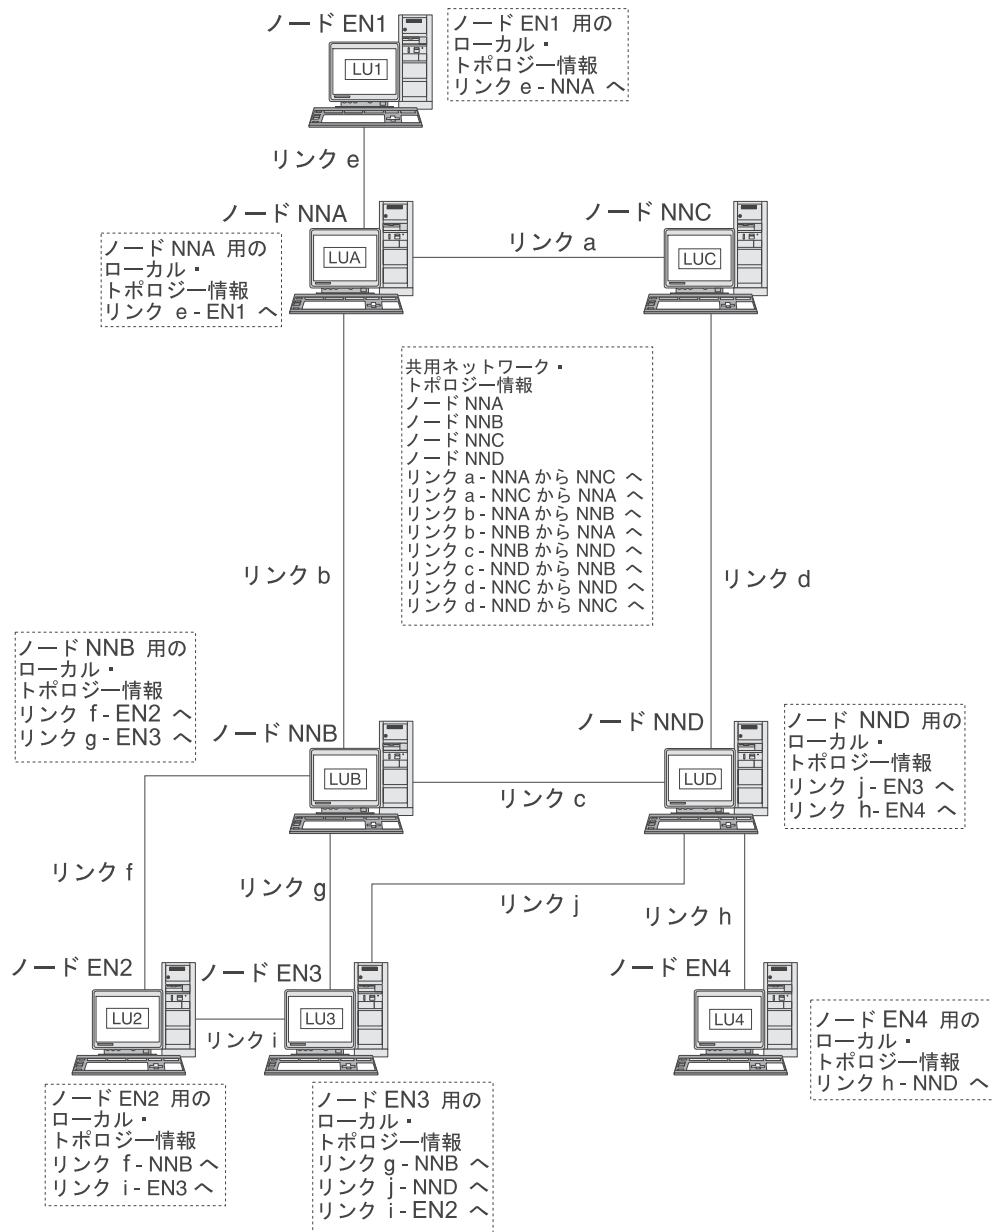 ノード EN1
LU1
ノード EN1 用の
ローカル・
トポロジー情報
リンク e - NNA へ
リンク e
ノード NNA
LUA
ノード NNA 用の
ローカル・
トポロジー情報
リンク e - EN1 へ
リンク a
ノード NNC
LUC
共用ネットワーク・
トポロジー情報
ノード NNA
ノード NNB
ノード NNC
ノード NND
リンク a - NNA から NNC へ
リンク a - NNC から NNA へ
リンク b - NNA から NNB へ
リンク b - NNB から NNA へ
リンク c - NNB から NND へ
リンク c - NND から NNB へ
リンク d - NNC から NND へ
リンク d - NND から NNC へ
リンク b
リンク d
ノード NNB 用の
ローカル・
トポロジー情報
リンク f - EN2 へ
リンク g - EN3 へ
ノード NNB
LUB
リンク c
ノード NND
LUD
ノード NND 用の
ローカル・
トポロジー情報
リンク j - EN3 へ
リンク h - EN4 へ
リンク f
リンク g
リンク j
リンク h
ノード EN2
LU2
リンク i
ノード EN3
LU3
ノード EN4
LU4
ノード EN4 用の
ローカル・
トポロジー情報
リンク h - NND へ
ノード EN2 用の
ローカル・
トポロジー情報
リンク f - NNB へ
リンク i - EN3 へ
ノード EN3 用の
ローカル・
トポロジー情報
リンク g - NNB へ
リンク j - NND へ
リンク i - EN2 へ